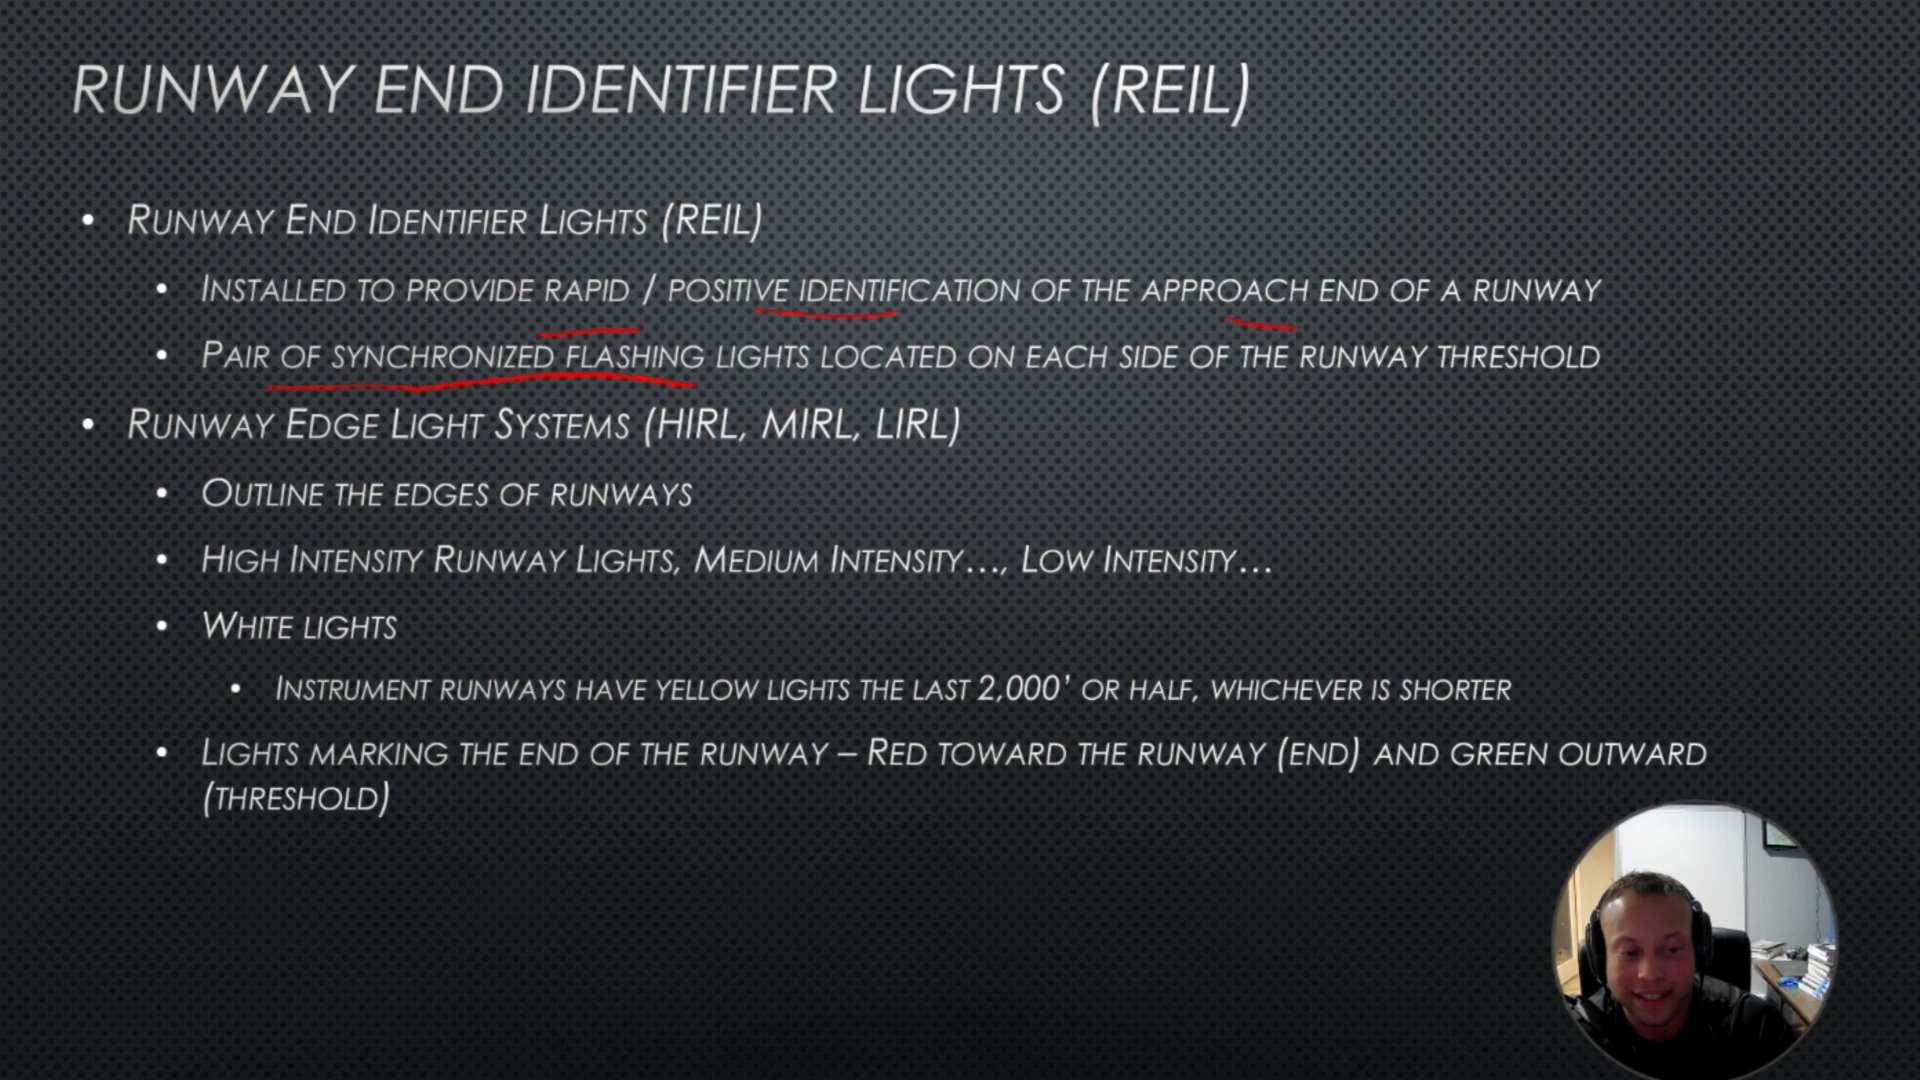 RUNWAY END IDENTIFIER LIGHTS (REIL)
• RUNWAY END IDENTIFIER LIGHTS (REIL)
• INSTALLED TO PROVIDE RAPID / POSITIVE IDENTIFICATION OF THE APPROACH END OF A RUNWAY
• PAIR OF SYNCHRONIZED FLASHING LIGHTS LOCATED ON EACH SIDE OF THE RUNWAY THRESHOLD
• RUNWAY EDGE LIGHT SYSTEMS (HIRL, MIRL, LIRL)
• OUTLINE THE EDGES OF RUNWAYS
• HIGH INTENSITY RUNWAY LIGHTS, MEDIUM INTENSITY…, LOW INTENSITY…
• WHITE LIGHTS
• INSTRUMENT RUNWAYS HAVE YELLOW LIGHTS THE LAST 2,000’ OR HALF, WHICHEVER IS SHORTER
• LIGHTS MARKING THE END OF THE RUNWAY – RED TOWARD THE RUNWAY (END) AND GREEN OUTWARD
(THRESHOLD)